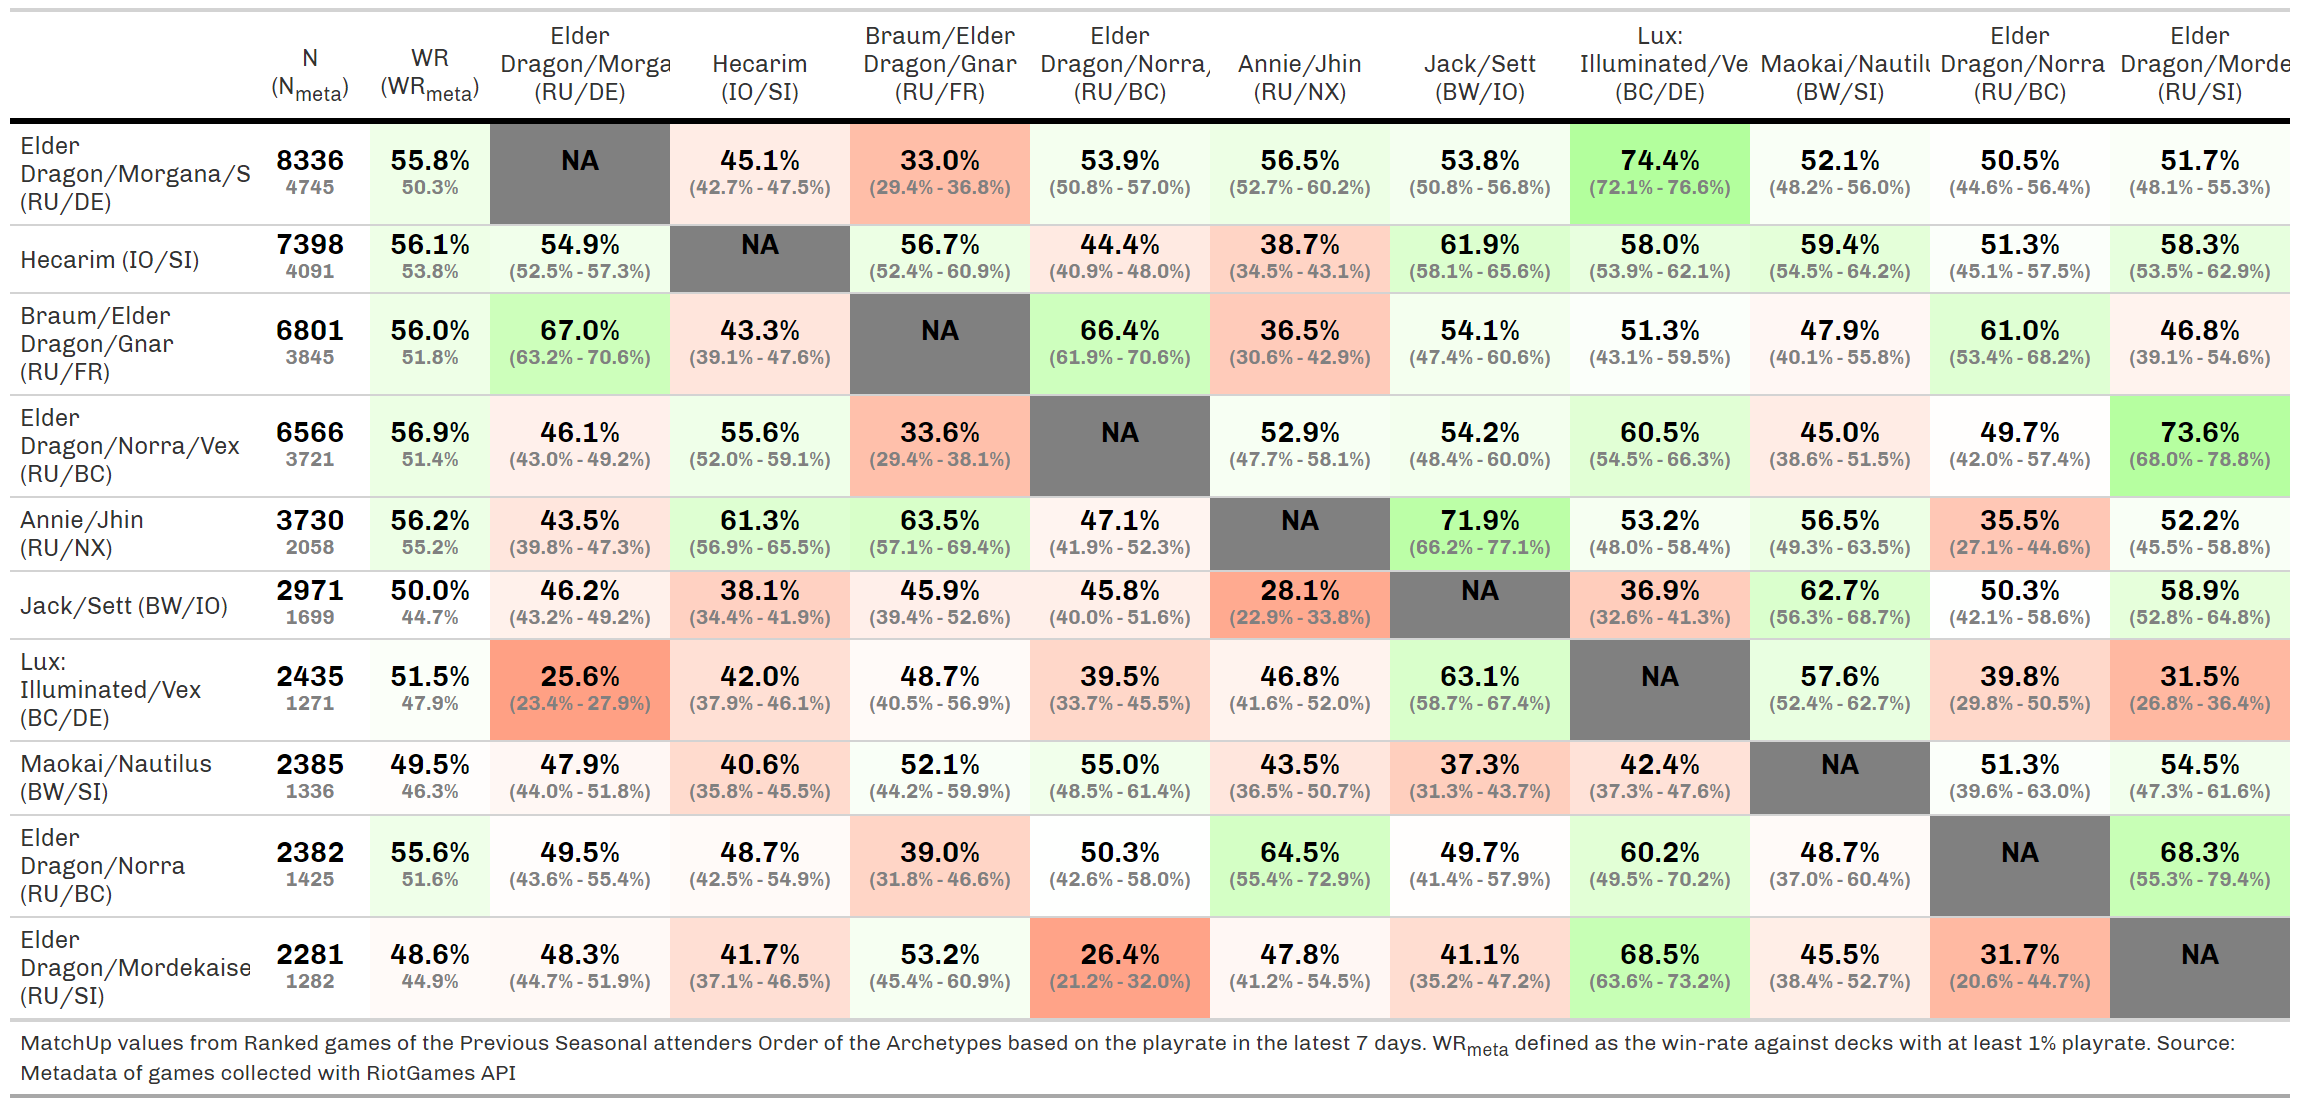 N (N_meta) WR (WR_meta) Elder Dragon/Morga (RU/DE) Hecarim (IO/SI) Braum/Elder Dragon/Gnar (RU/FR) Elder Dragon/Norra/ (RU/BC) Annie/Jhin (RU/NX) Jack/Sett (BW/IO) Lux: Illuminated/Ve (BC/DE) Maokai/Nautilu (BW/SI) Elder Dragon/Norra (RU/BC) Elder Dragon/Morde (RU/SI)
Elder Dragon/Morgana/S (RU/DE) 8336 4745 55.8% 50.3% NA 45.1% (42.7% - 47.5%) 33.0% (29.4% - 36.8%) 53.9% (50.8% - 57.0%) 56.5% (52.7% - 60.2%) 53.8% (50.8% - 56.8%) 74.4% (72.1% - 76.6%) 52.1% (48.2% - 56.0%) 50.5% (44.6% - 56.4%) 51.7% (48.1% - 55.3%)
Hecarim (IO/SI) 7398 4091 56.1% 53.8% 54.9% (52.5% - 57.3%) NA 56.7% (52.4% - 60.9%) 44.4% (40.9% - 48.0%) 38.7% (34.5% - 43.1%) 61.9% (58.1% - 65.6%) 58.0% (53.9% - 62.1%) 59.4% (54.5% - 64.2%) 51.3% (45.1% - 57.5%) 58.3% (53.5% - 62.9%)
Braum/Elder Dragon/Gnar (RU/FR) 6801 3845 56.0% 51.8% 67.0% (63.2% - 70.6%) 43.3% (39.1% - 47.6%) NA 66.4% (61.9% - 70.6%) 36.5% (30.6% - 42.9%) 54.1% (47.4% - 60.6%) 51.3% (43.1% - 59.5%) 47.9% (40.1% - 55.8%) 61.0% (53.4% - 68.2%) 46.8% (39.1% - 54.6%)
Elder Dragon/Norra/Vex (RU/BC) 6566 3721 56.9% 51.4% 46.1% (43.0% - 49.2%) 55.6% (52.0% - 59.1%) 33.6% (29.4% - 38.1%) NA 52.9% (47.7% - 58.1%) 54.2% (48.4% - 60.0%) 60.5% (54.5% - 66.3%) 45.0% (38.6% - 51.5%) 49.7% (42.0% - 57.4%) 73.6% (68.0% - 78.8%)
Annie/Jhin (RU/NX) 3730 2058 56.2% 55.2% 43.5% (39.8% - 47.3%) 61.3% (56.9% - 65.5%) 63.5% (57.1% - 69.4%) 47.1% (41.9% - 52.3%) NA 71.9% (66.2% - 77.1%) 53.2% (48.0% - 58.4%) 56.5% (49.3% - 63.5%) 35.5% (27.1% - 44.6%) 52.2% (45.5% - 58.8%)
Jack/Sett (BW/IO) 2971 1699 50.0% 44.7% 46.2% (43.2% - 49.2%) 38.1% (34.4% - 41.9%) 45.9% (39.4% - 52.6%) 45.8% (40.0% - 51.6%) 28.1% (22.9% - 33.8%) NA 36.9% (32.6% - 41.3%) 62.7% (56.3% - 68.7%) 50.3% (42.1% - 58.6%) 58.9% (52.8% - 64.8%)
Lux: Illuminated/Vex (BC/DE) 2435 1271 51.5% 47.9% 25.6% (23.4% - 27.9%) 42.0% (37.9% - 46.1%) 48.7% (40.5% - 56.9%) 39.5% (33.7% - 45.5%) 46.8% (41.6% - 52.0%) 63.1% (58.7% - 67.4%) NA 57.6% (52.4% - 62.7%) 39.8% (29.8% - 50.5%) 31.5% (26.8% - 36.4%)
Maokai/Nautilus (BW/SI) 2385 1336 49.5% 46.3% 47.9% (44.0% - 51.8%) 40.6% (35.8% - 45.5%) 52.1% (44.2% - 59.9%) 55.0% (48.5% - 61.4%) 43.5% (36.5% - 50.7%) 37.3% (31.3% - 43.7%) 42.4% (37.3% - 47.6%) NA 51.3% (39.6% - 63.0%) 54.5% (47.3% - 61.6%)
Elder Dragon/Norra (RU/BC) 2382 1425 55.6% 51.6% 49.5% (43.6% - 55.4%) 48.7% (42.5% - 54.9%) 39.0% (31.8% - 46.6%) 50.3% (42.6% - 58.0%) 64.5% (55.4% - 72.9%) 49.7% (41.4% - 57.9%) 60.2% (49.5% - 70.2%) 48.7% (37.0% - 60.4%) NA 68.3% (55.3% - 79.4%)
Elder Dragon/Mordekaise (RU/SI) 2281 1282 48.6% 44.9% 48.3% (44.7% - 51.9%) 41.7% (37.1% - 46.5%) 53.2% (45.4% - 60.9%) 26.4% (21.2% - 32.0%) 47.8% (41.2% - 54.5%) 41.1% (35.2% - 47.2%) 68.5% (63.6% - 73.2%) 45.5% (38.4% - 52.7%) 31.7% (20.6% - 44.7%) NA
MatchUp values from Ranked games of the Previous Seasonal attenders Order of the Archetypes based on the playrate in the latest 7 days. WR_meta defined as the win-rate against decks with at least 1% playrate. Source:
Metadata of games collected with RiotGames API